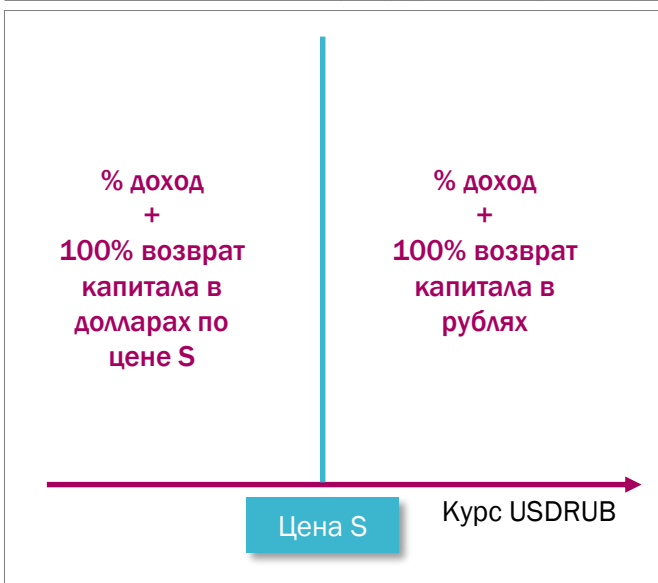 % доход
+
100% возврат
капитала в
долларах по
цене S
% доход
+
100% возврат
капитала в
рублях
Цена S
Курс USDRUB